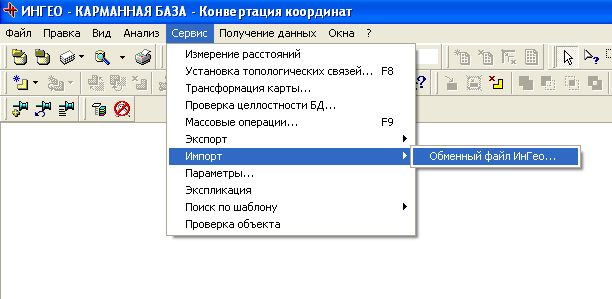 ИНГЕО - КАРМАННАЯ БАЗА - Конвертация координат
Файл Правка Вид Анализ Сервис Получение данных Окна ?
Измерение расстояний
Установка топологических связей... F8
Трансформация карты...
Проверка целлостности БД...
Массовые операции... F9
Экспорт
Импорт
Обменный файл ИнГео...
Параметры...
Экспликация
Поиск по шаблону
Проверка объекта